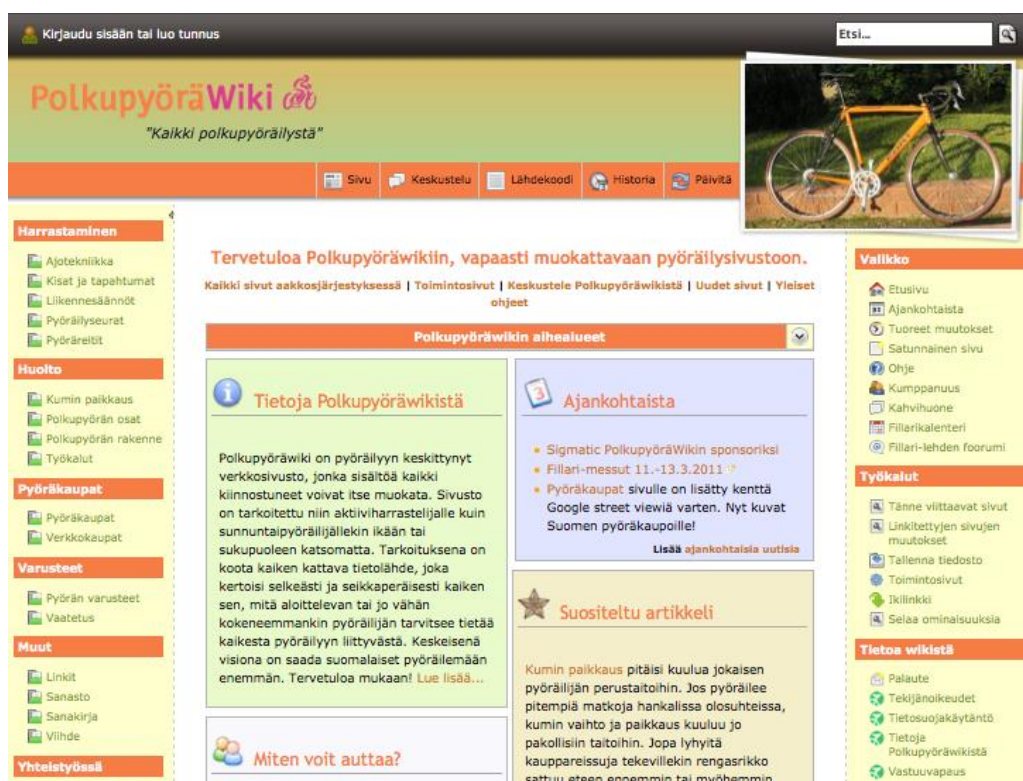 Kirjaudu sisään tai luo tunnus
Etsi...
PolkupyöräWiki
"Kaikki polkupyöräilystä"
Sivu
Keskustelu
Lähdekoodi
Historia
Päivitä
Harrastaminen
Ajotekniikka
Kisat ja tapahtumat
Liikennesäännöt
Pyöräilyseurat
Pyöräreitit
Huolto
Kumin paikkaus
Polkupyörän osat
Polkupyörän rakenne
Työkalut
Pyöräkaupat
Pyöräkaupat
Verkkokaupat
Varusteet
Pyörän varusteet
Vaatetus
Muut
Linkit
Sanasto
Sanakirja
Viihde
Yhteistyössä
Tervetuloa Polkupyöräwikiin, vapaasti muokattavaan pyöräilysivustoon.
Kaikki sivut aakkosjärjestyksessä | Toimintosivut | Keskustele Polkupyöräwikistä | Uudet sivut | Yleiset
ohjeet
Polkupyöräwikin aihealueet
Tietoja Polkupyöräwikistä
Polkupyöräwiki on pyöräilyyn keskittynyt
verkkosivusto, jonka sisältöä kaikki
kiinnostuneet voivat itse muokata. Sivusto
on tarkoitettu niin aktiiviharrastelijalle kuin
sunnuntaipyöräilijällekin ikään tai
sukupuoleen katsomatta. Tarkoituksena on
koota kaiken kattava tietolähde, joka
kertoisi selkeästi ja seikkaperäisesti kaiken
sen, mitä aloittelevan tai jo vähän
kokeneemmankin pyöräilijän tarvitsee tietää
kaikesta pyöräilyyn liittyvästä. Keskeisenä
visiona on saada suomalaiset pyöräilemään
enemmän. Tervetuloa mukaan! Lue lisää...
Miten voit auttaa?
Ajankohtaista
Sigmatic PolkupyöräWikin sponsoriksi
Fillari-messut 11.-13.3.2011
Pyöräkaupat sivulle on lisätty kenttä
Google street viewiä varten. Nyt kuvat
Suomen pyöräkaupoille!
Lisää ajankohtaisia uutisia
Suositeltu artikkeli
Kumin paikkaus pitäisi kuulua jokaisen
pyöräilijän perustaitoihin. Jos pyöräilee
pitempiä matkoja hankalissa olosuhteissa,
kumin vaihto ja paikkaus kuuluu jo
pakollisiin taitoihin. Jopa lyhyitä
kauppareissuja tekevillekin rengasrikko
sattuu eteen ennemmin tai myöhemmin
Valikko
Etusivu
Ajankohtaista
Tuoreet muutokset
Satunnainen sivu
Ohje
Kumppanuus
Kahvihuone
Fillarikalenteri
Fillari-lehden foorumi
Työkalut
Tänne viittaavat sivut
Linkitettyjen sivujen
muutokset
Tallenna tiedosto
Toimintosivut
Ikilinkki
Selaa ominaisuuksia
Tietoa wikistä
Palaute
Tekijänoikeudet
Tietosuojakäytäntö
Tietoja
Polkupyöräwikistä
Vastuuvapaus